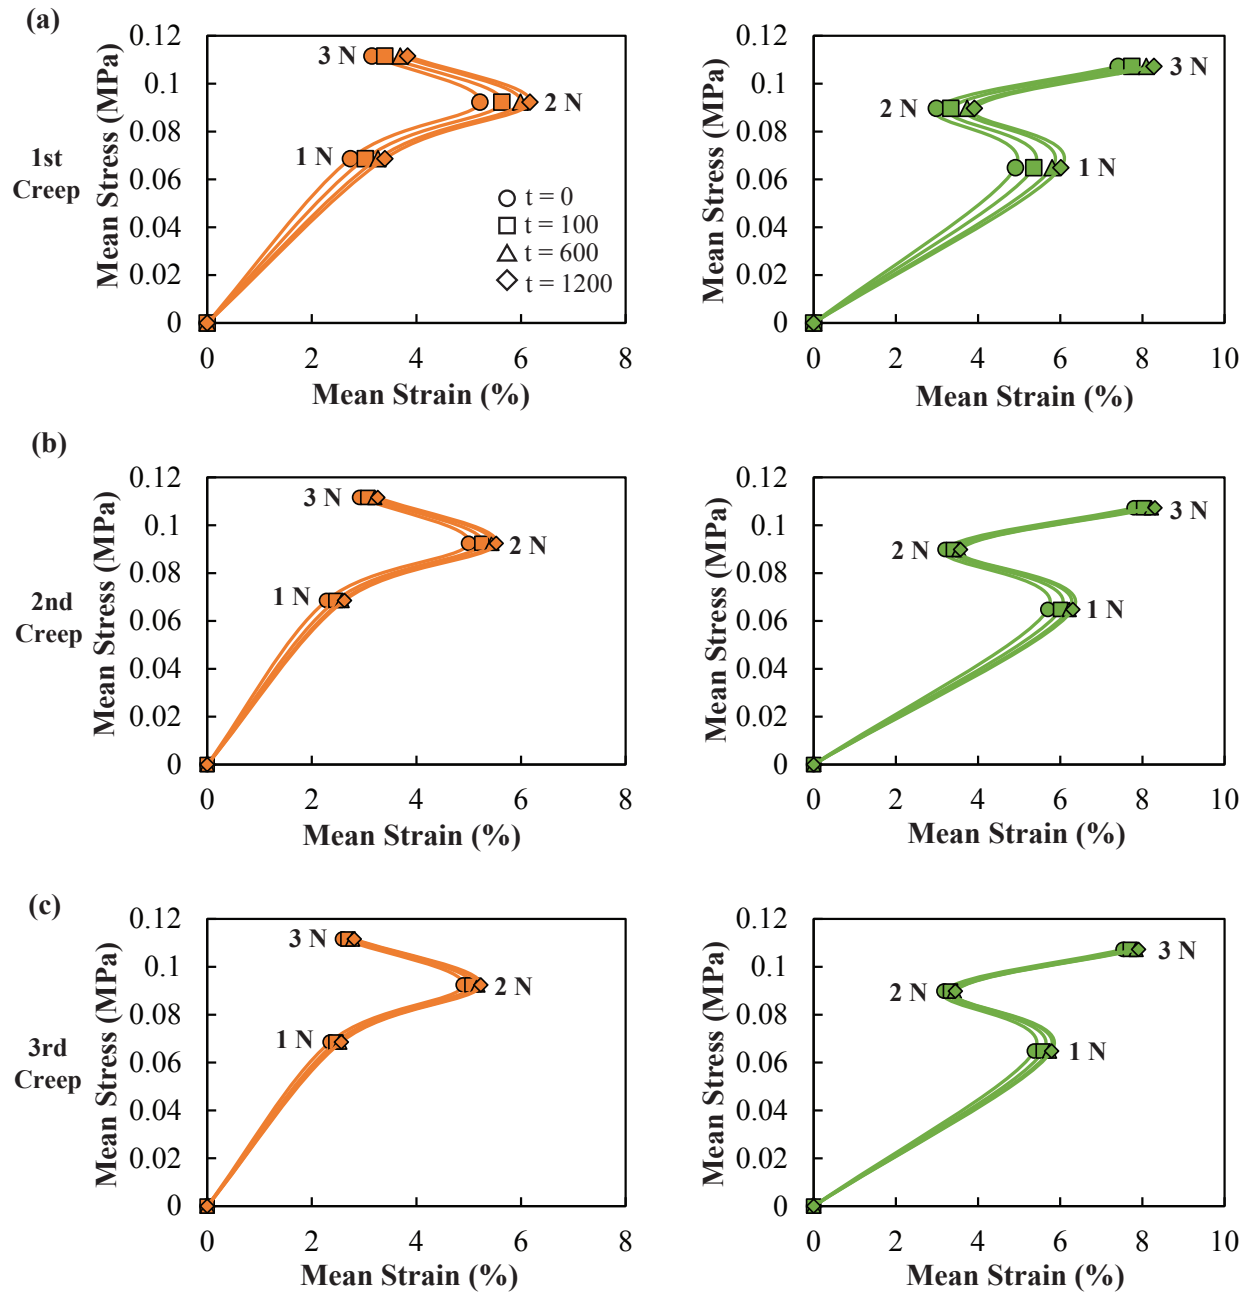 (a)
0.12
0.1
0.08
0.06
0.04
0.02
0
0 2 4 6 8
Mean Stress (MPa)
Mean Strain (%)
3 N
2 N
1 N
t = 0
t = 100
t = 600
t = 1200
1st
Creep
0.12
0.1
0.08
0.06
0.04
0.02
0
0 2 4 6 8 10
Mean Stress (MPa)
Mean Strain (%)
3 N
2 N
1 N
(b)
0.12
0.1
0.08
0.06
0.04
0.02
0
0 2 4 6 8
Mean Stress (MPa)
Mean Strain (%)
3 N
2 N
1 N
2nd
Creep
0.12
0.1
0.08
0.06
0.04
0.02
0
0 2 4 6 8 10
Mean Stress (MPa)
Mean Strain (%)
3 N
2 N
1 N
(c)
0.12
0.1
0.08
0.06
0.04
0.02
0
0 2 4 6 8
Mean Stress (MPa)
Mean Strain (%)
3 N
2 N
1 N
3rd
Creep
0.12
0.1
0.08
0.06
0.04
0.02
0
0 2 4 6 8 10
Mean Stress (MPa)
Mean Strain (%)
3 N
2 N
1 N